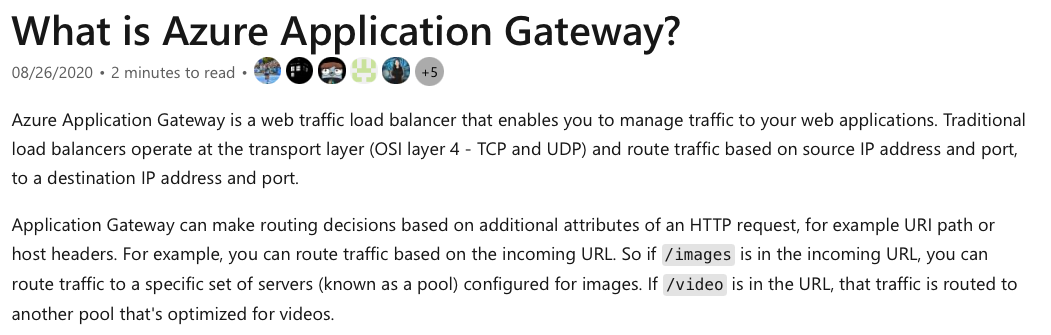 What is Azure Application Gateway?
08/26/2020 • 2 minutes to read • +5
Azure Application Gateway is a web traffic load balancer that enables you to manage traffic to your web applications. Traditional
load balancers operate at the transport layer (OSI layer 4 - TCP and UDP) and route traffic based on source IP address and port,
to a destination IP address and port.
Application Gateway can make routing decisions based on additional attributes of an HTTP request, for example URI path or
host headers. For example, you can route traffic based on the incoming URL. So if /images is in the incoming URL, you can
route traffic to a specific set of servers (known as a pool) configured for images. If /video is in the URL, that traffic is routed to
another pool that's optimized for videos.